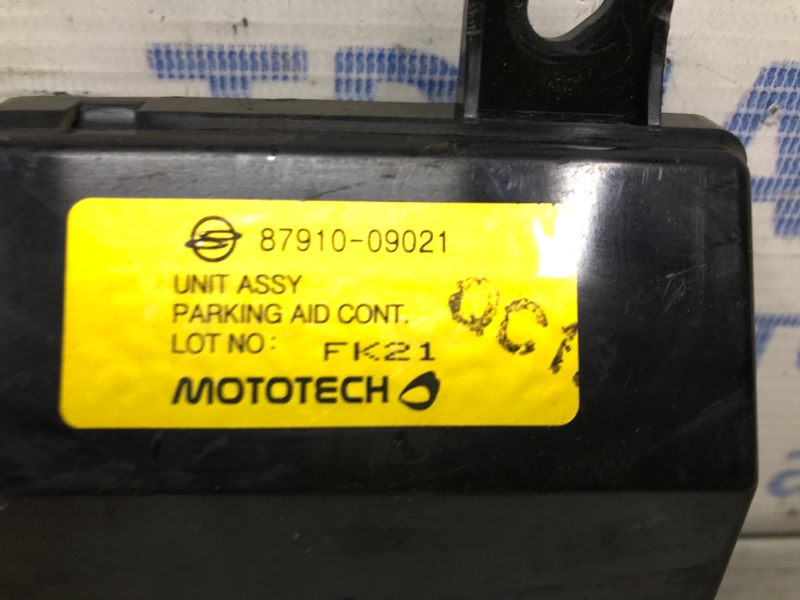 87910-09021
UNIT ASSY
PARKING AID CONT.
LOT NO: FK21
MOTOTECH